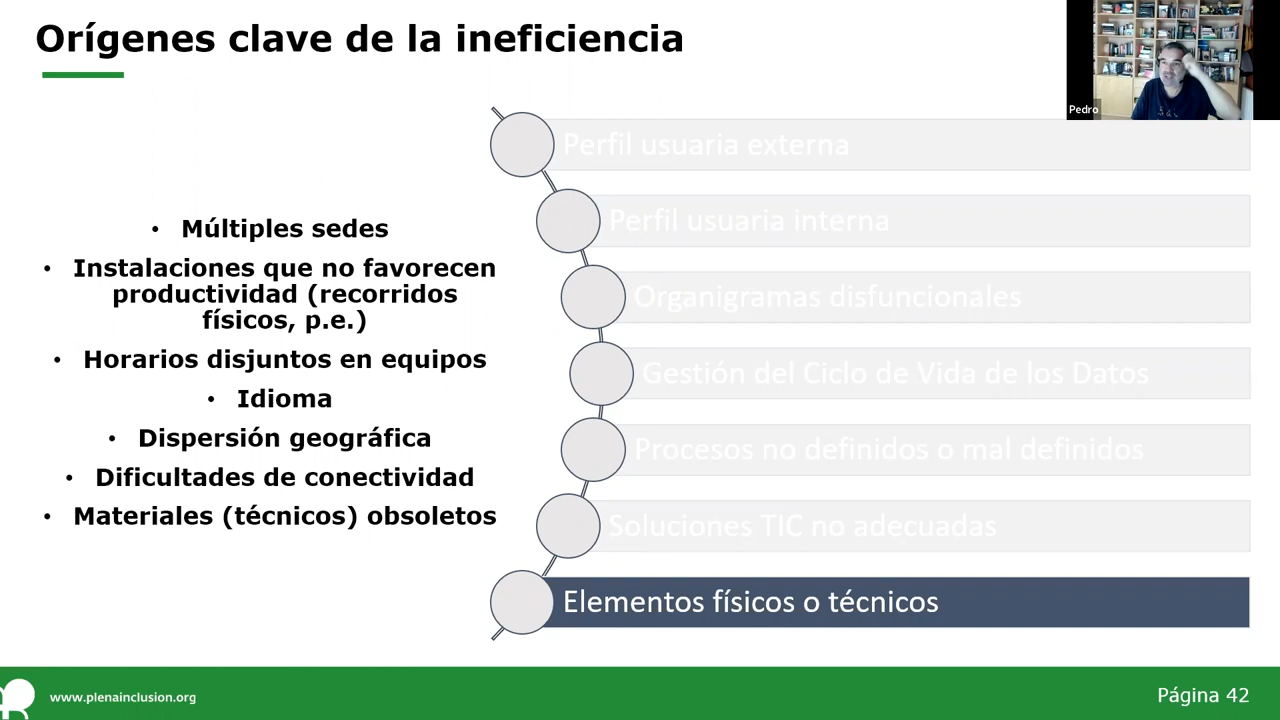 Orígenes clave de la ineficiencia
Pedro
• Múltiples sedes
• Instalaciones que no favorecen
productividad (recorridos
físicos, p.e.)
• Horarios disjuntos en equipos
• Idioma
• Dispersión geográfica
• Dificultades de conectividad
• Materiales (técnicos) obsoletos
Perfil usuaria externa
Perfil usuaria interna
Organigramas disfuncionales
Gestión del Ciclo de Vida de los Datos
Procesos no definidos o mal definidos
Soluciones TIC no adecuadas
Elementos físicos o técnicos
www.plenainclusion.org
Página 42